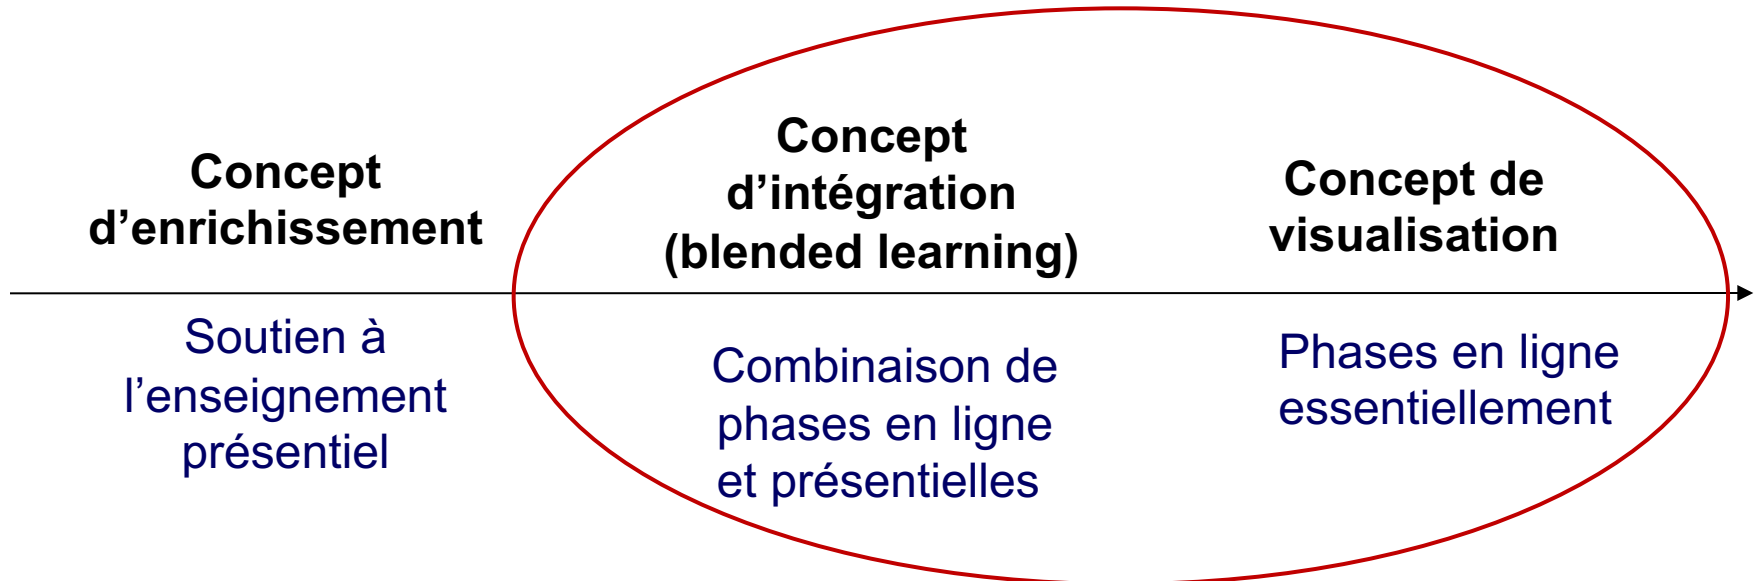 Concept
d’enrichissement
Concept
d’intégration
(blended learning)
Concept de
visualisation
Soutien à
l’enseignement
présentiel
Combinaison de
phases en ligne
et présentielles
Phases en ligne
essentiellement